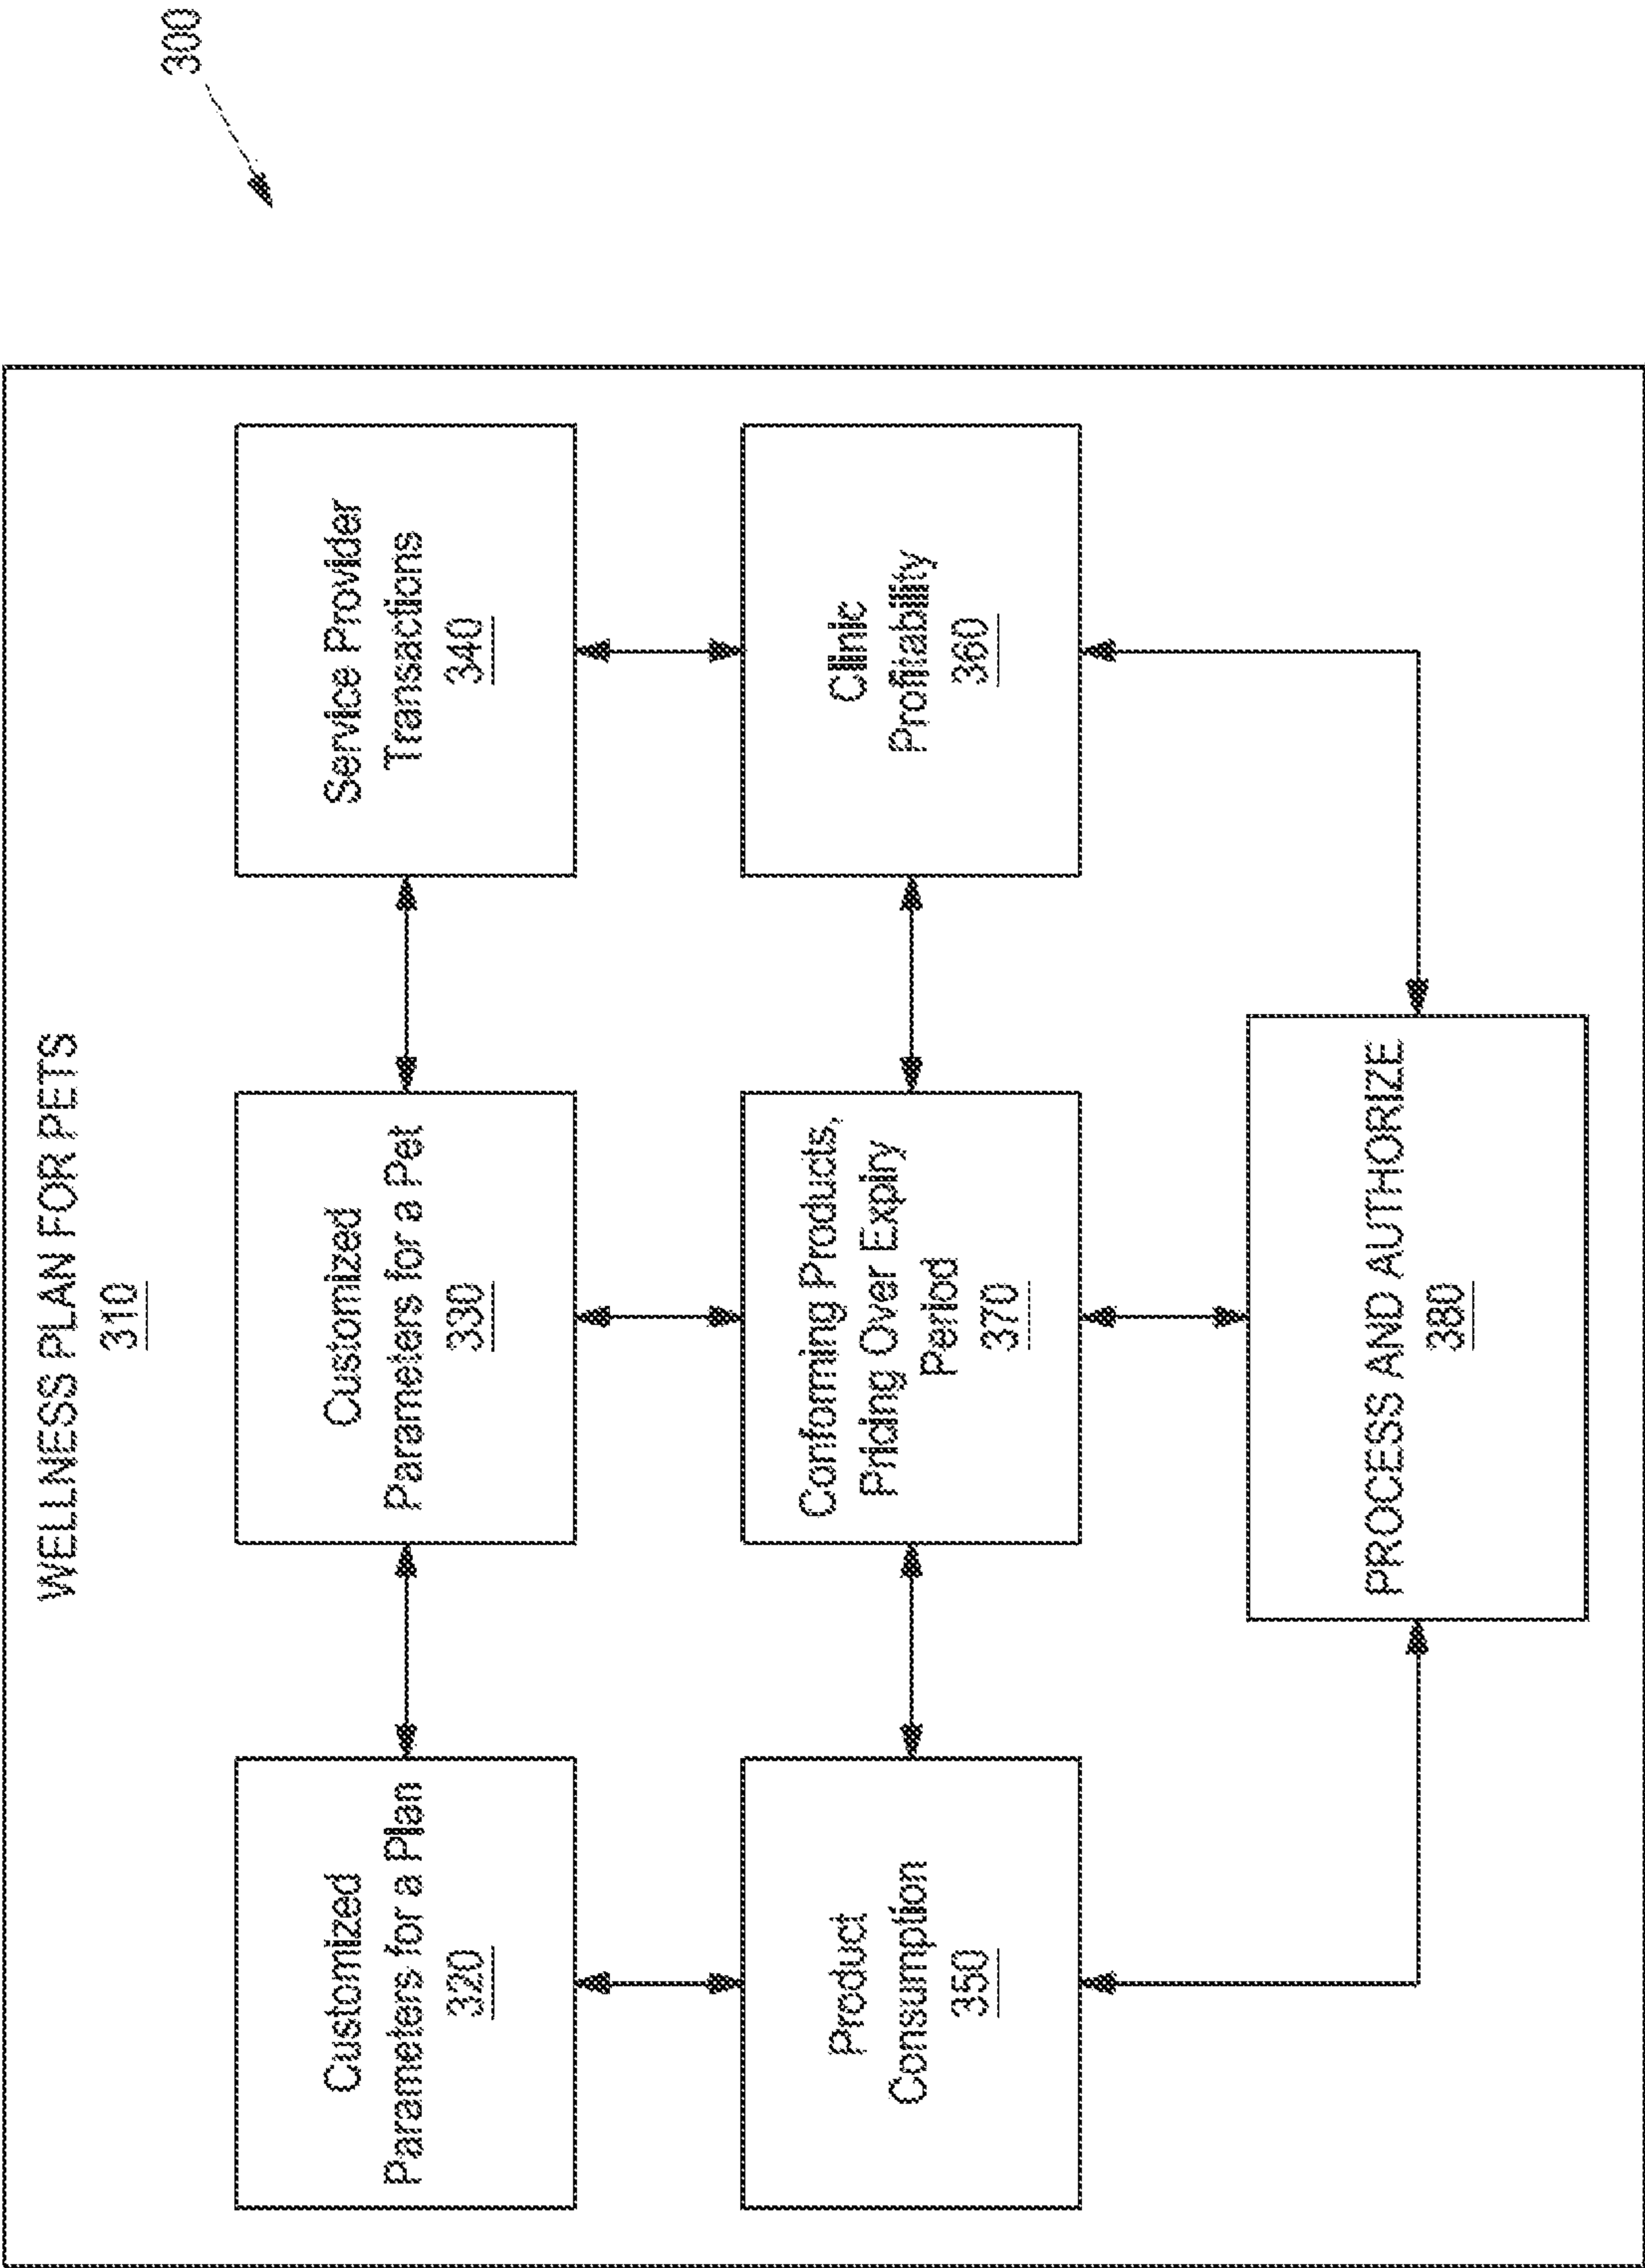 300
WELLNESS PLAN FOR PETS
310
Customized
Parameters for a Plan
320
Customized
Parameters for a Pet
330
Service Provider
Transactions
340
Product
Consumption
350
Conforming Products,
Pricing Over Expiry
Period
370
Clinic
Profitability
360
PROCESS AND AUTHORIZE
380